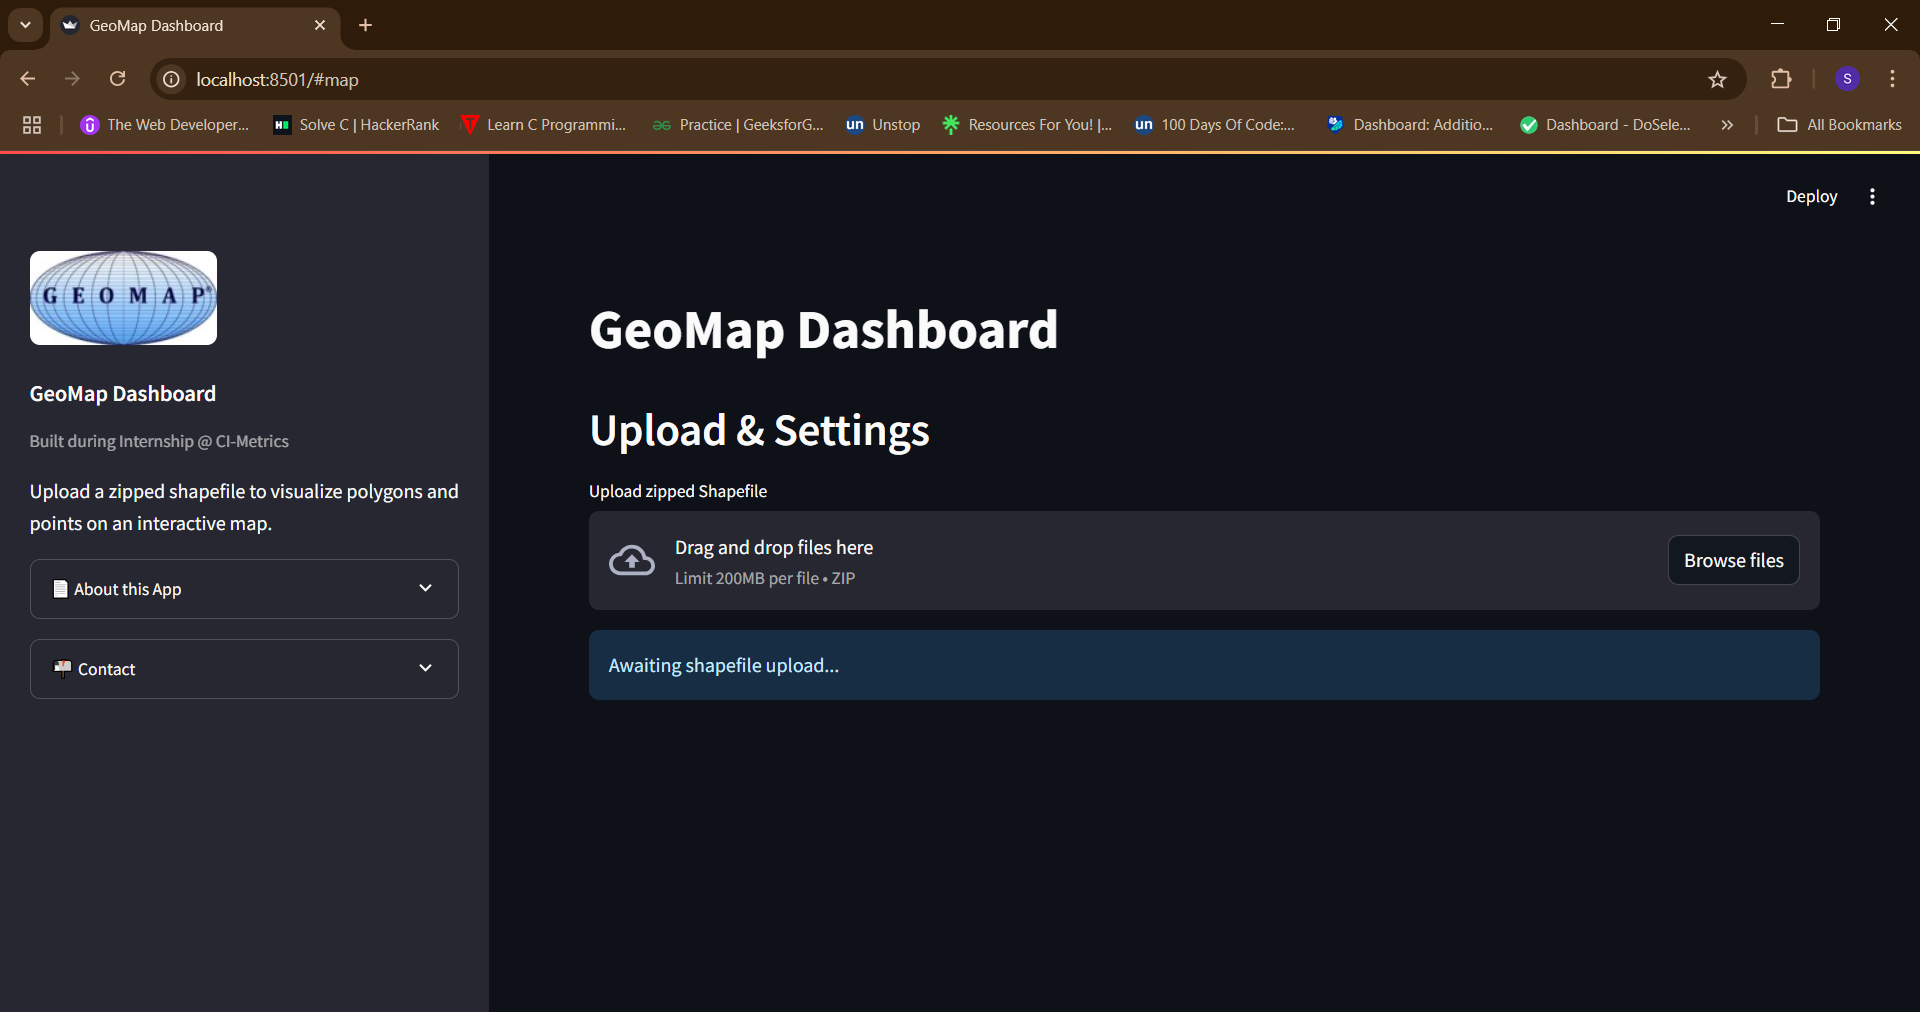 GeoMap Dashboard
localhost:8501/#map
S
The Web Developer...
Solve C | HackerRank
Learn C Programmi...
Practice | GeeksforG...
un Unstop
Resources For You! |...
un 100 Days Of Code:...
Dashboard: Additio...
Dashboard - DoSele...
All Bookmarks
Deploy
GEOMAP®
GeoMap Dashboard
Built during Internship @ CI-Metrics
Upload a zipped shapefile to visualize polygons and
points on an interactive map.
About this App
Contact
GeoMap Dashboard
Upload & Settings
Upload zipped Shapefile
Drag and drop files here
Limit 200MB per file • ZIP
Browse files
Awaiting shapefile upload...